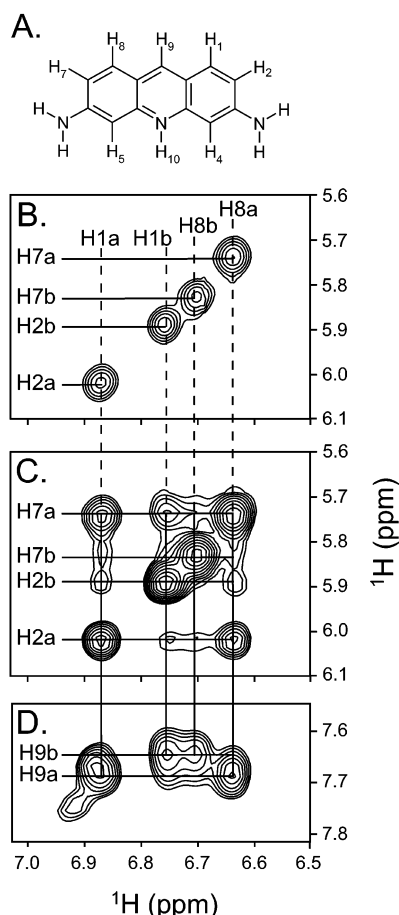 A.
H8 H9 H1
H7 H2
H N N N H
H H H
H5 H10 H4
B.
H1a H1b H8b H8a
H7a
H7b
H2b
H2a
5.6
5.7
5.8
5.9
6.0
6.1
C.
H7a
H7b
H2b
H2a
5.6
5.7
5.8
5.9
6.0
6.1
¹H (ppm)
D.
H9b
H9a
7.6
7.7
7.8
7.0 6.9 6.8 6.7 6.6 6.5
¹H (ppm)